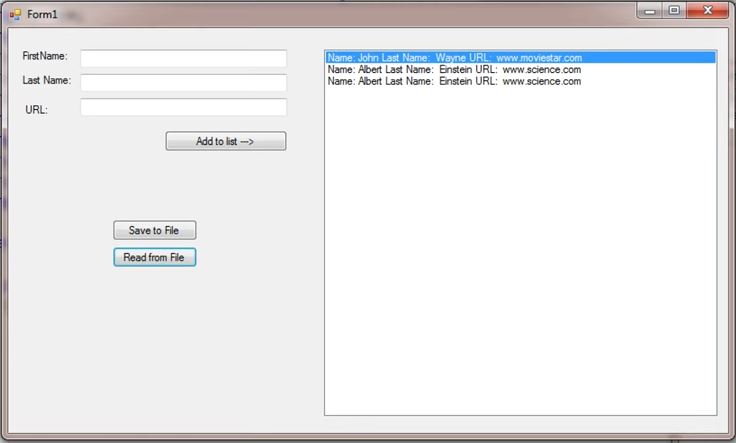 Form1
FirstName:
Last Name:
URL:
Add to list --->
Save to File
Read from File
Name: John Last Name:  Wayne URL:  www.moviestar.com
Name: Albert Last Name:  Einstein URL:  www.science.com
Name: Albert Last Name:  Einstein URL:  www.science.com